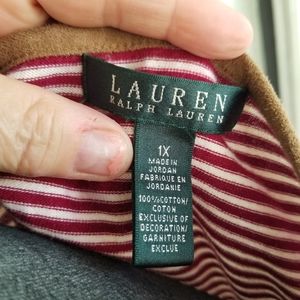 LAUREN
RALPH LAUREN
1X
MADE IN
JORDAN
FABRIQUE EN
JORDANIE
100%COTTON/
COTON
EXCLUSIVE OF
DECORATION/
GARNITURE
EXCLUE